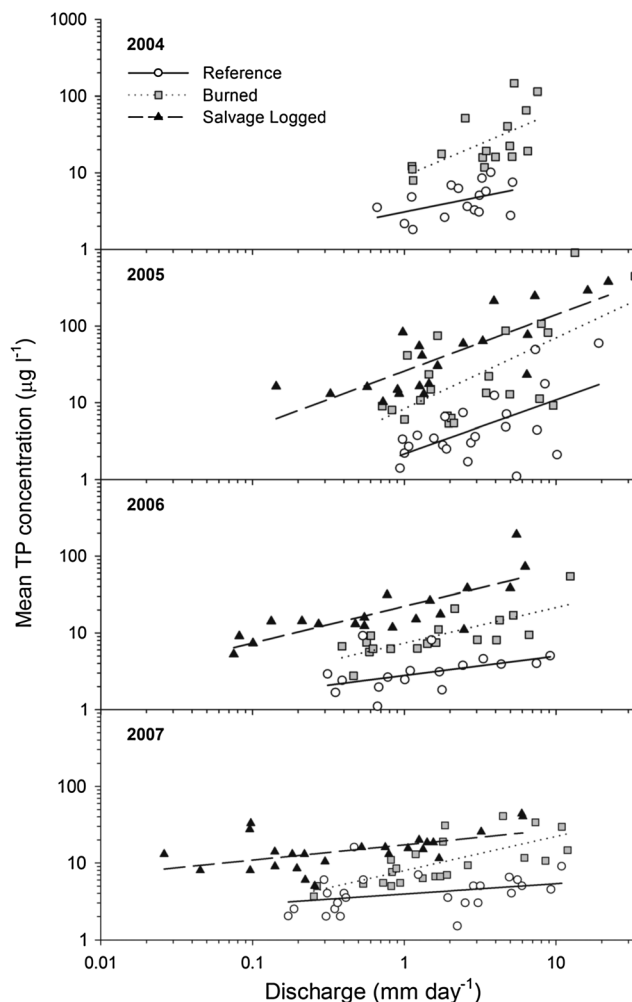 1000
2004
Reference
Burned
Salvage Logged
100
10
1
2005
100
10
1
2006
100
10
1
2007
100
10
1
0.01 0.1 1 10
Mean TP concentration (µg l⁻¹)
Discharge (mm day⁻¹)